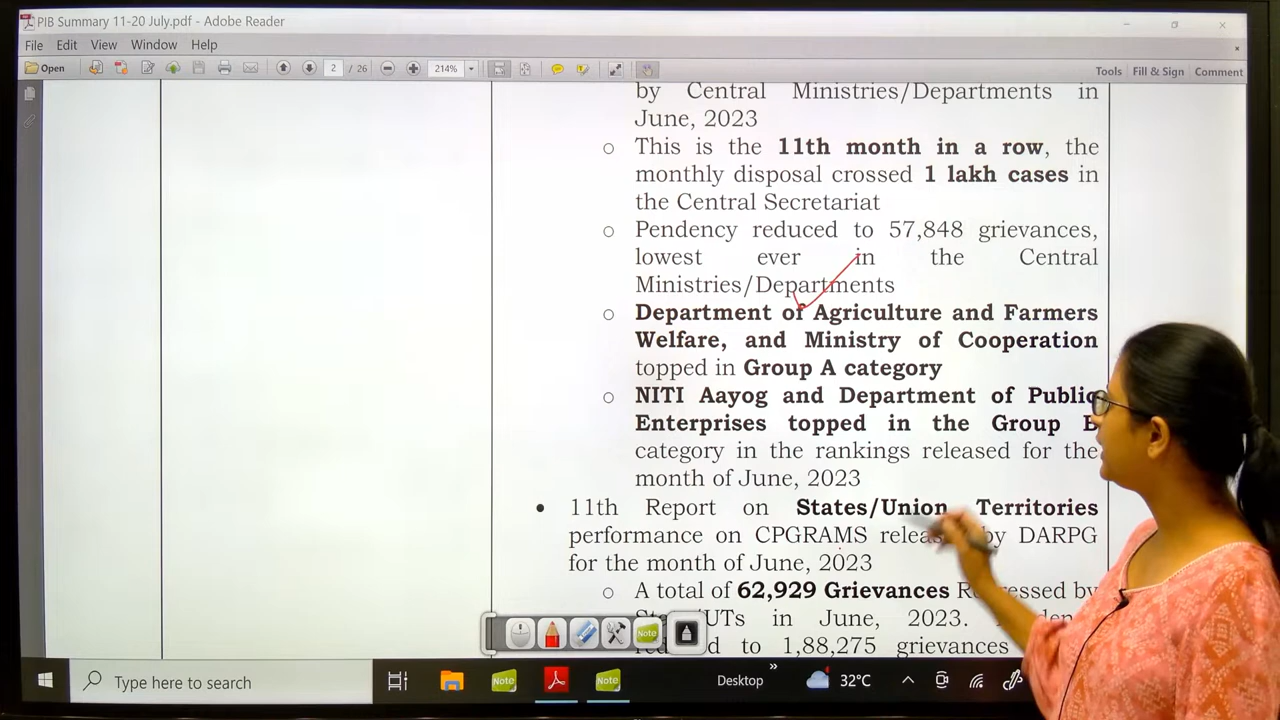 PIB Summary 11-20 July.pdf - Adobe Reader
File Edit View Window Help
Open 2 / 26 214% Tools Fill & Sign Comment
by Central Ministries/Departments in
June, 2023
o This is the 11th month in a row, the
monthly disposal crossed 1 lakh cases in
the Central Secretariat
o Pendency reduced to 57,848 grievances,
lowest ever in the Central
Ministries/Departments
o Department of Agriculture and Farmers
Welfare, and Ministry of Cooperation
topped in Group A category
o NITI Aayog and Department of Public
Enterprises topped in the Group B
category in the rankings released for the
month of June, 2023
• 11th Report on States/Union Territories
performance on CPGRAMS released by DARPG
for the month of June, 2023
o A total of 62,929 Grievances by
in June, 2023.
to 1,88,275 grievances
Note
Type here to search Note Note Desktop 32°C